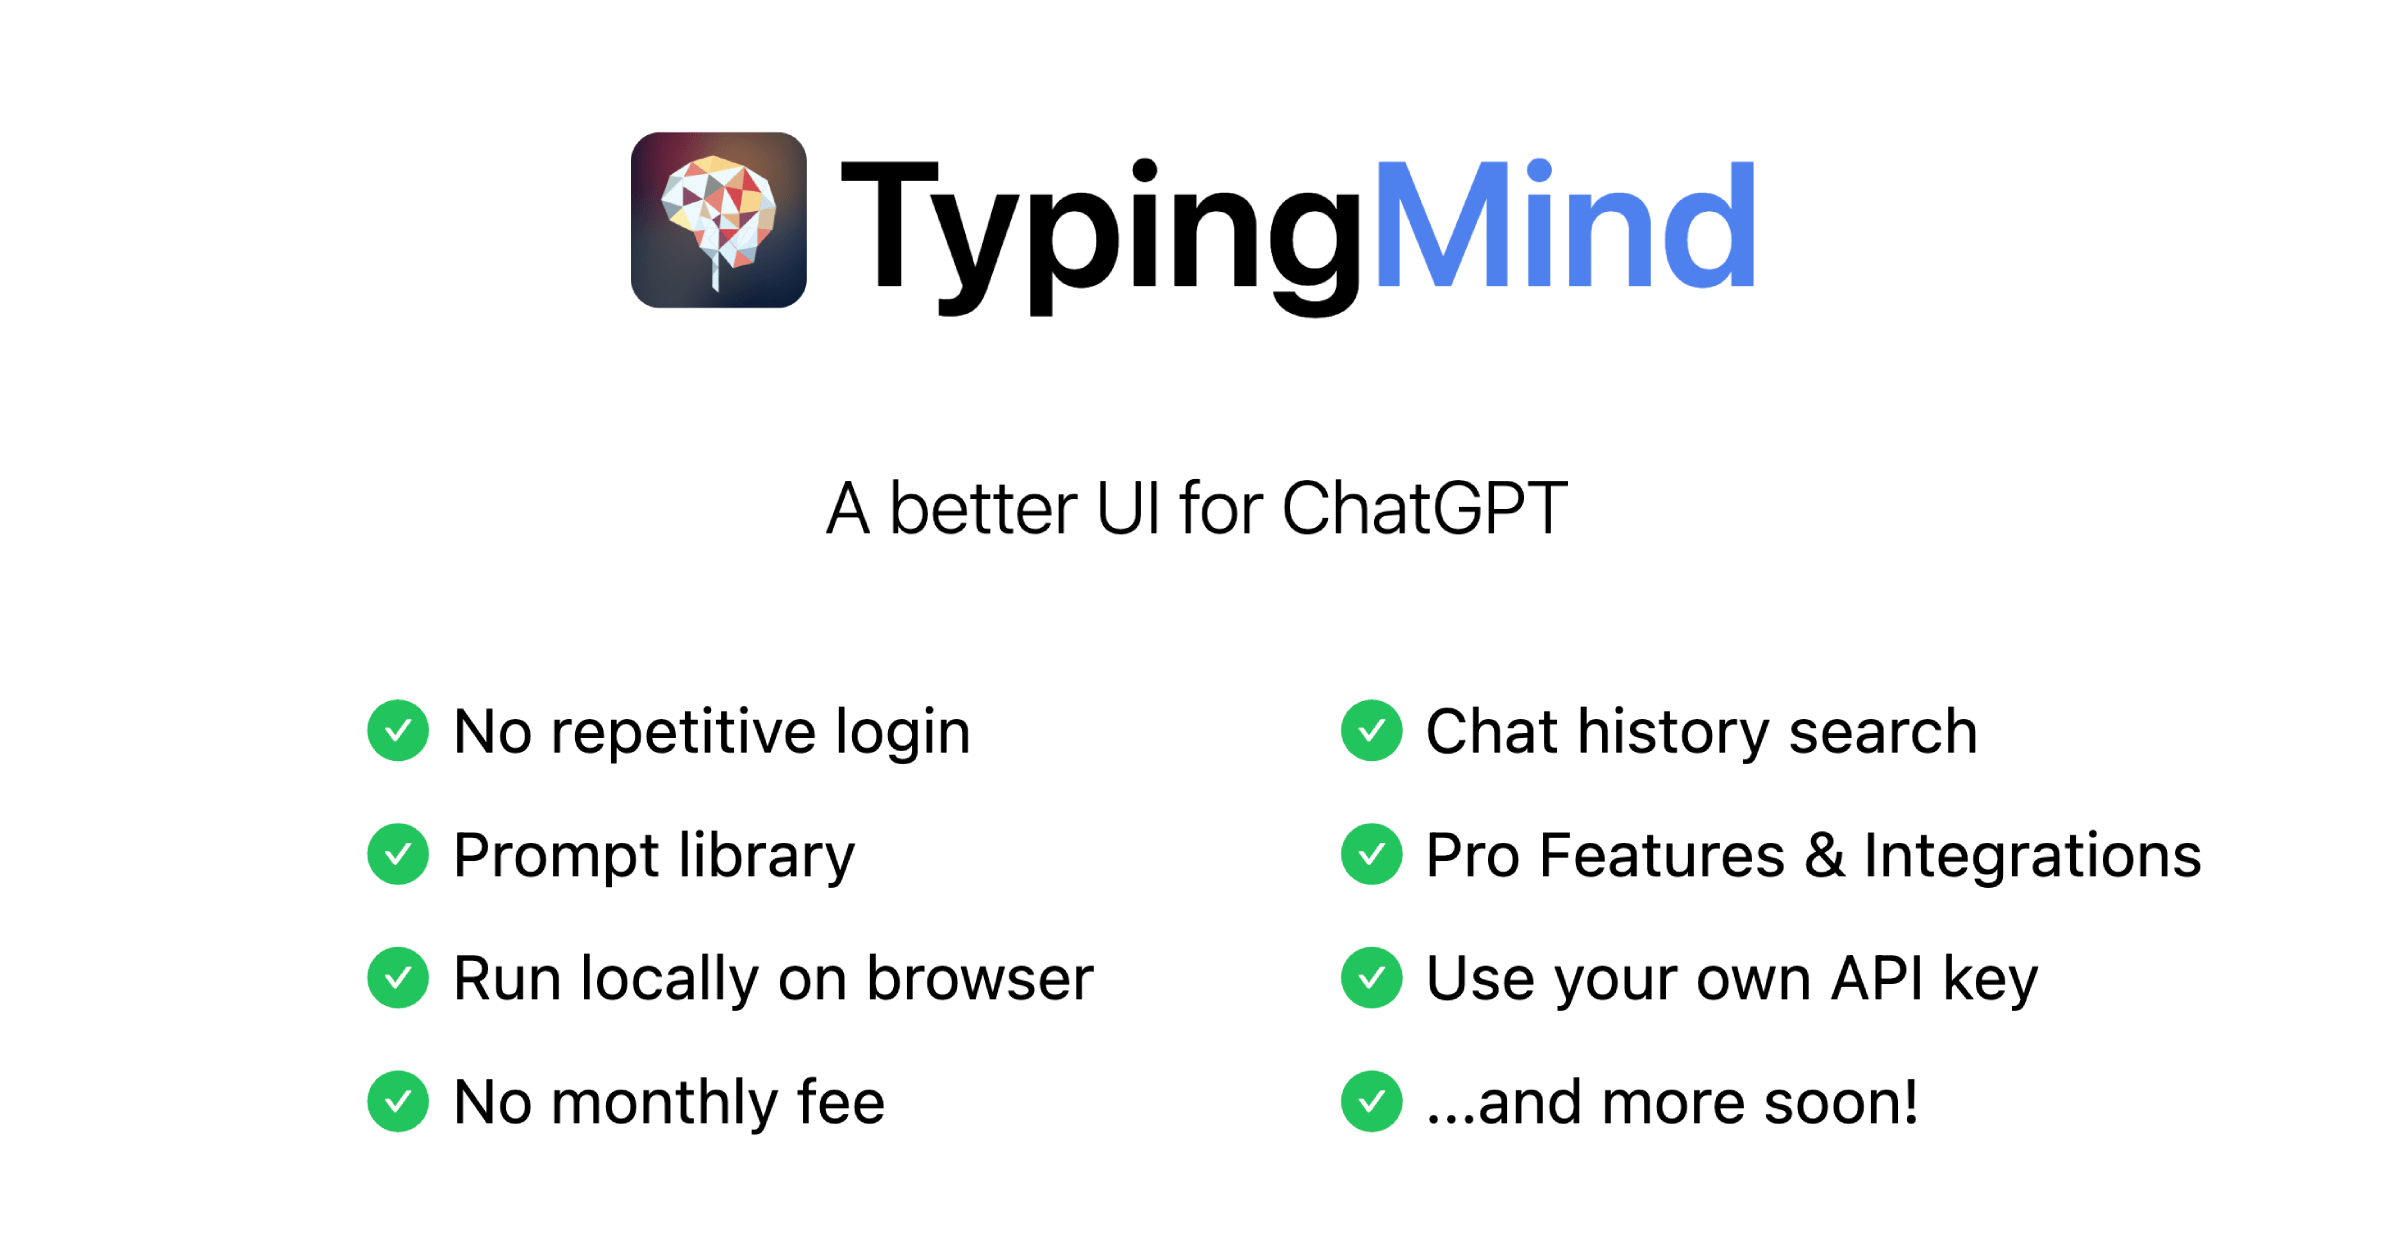 TypingMind
A better UI for ChatGPT
No repetitive login
Prompt library
Run locally on browser
No monthly fee
Chat history search
Pro Features & Integrations
Use your own API key
...and more soon!